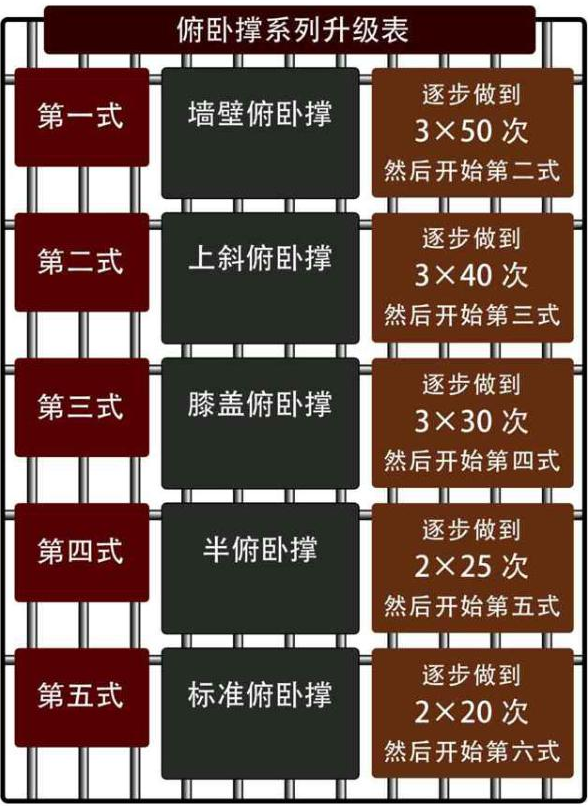 俯卧撑系列升级表
第一式
墙壁俯卧撑
逐步做到
3×50 次
然后开始第二式
第二式
上斜俯卧撑
逐步做到
3×40 次
然后开始第三式
第三式
膝盖俯卧撑
逐步做到
3×30 次
然后开始第四式
第四式
半俯卧撑
逐步做到
2×25 次
然后开始第五式
第五式
标准俯卧撑
逐步做到
2×20 次
然后开始第六式